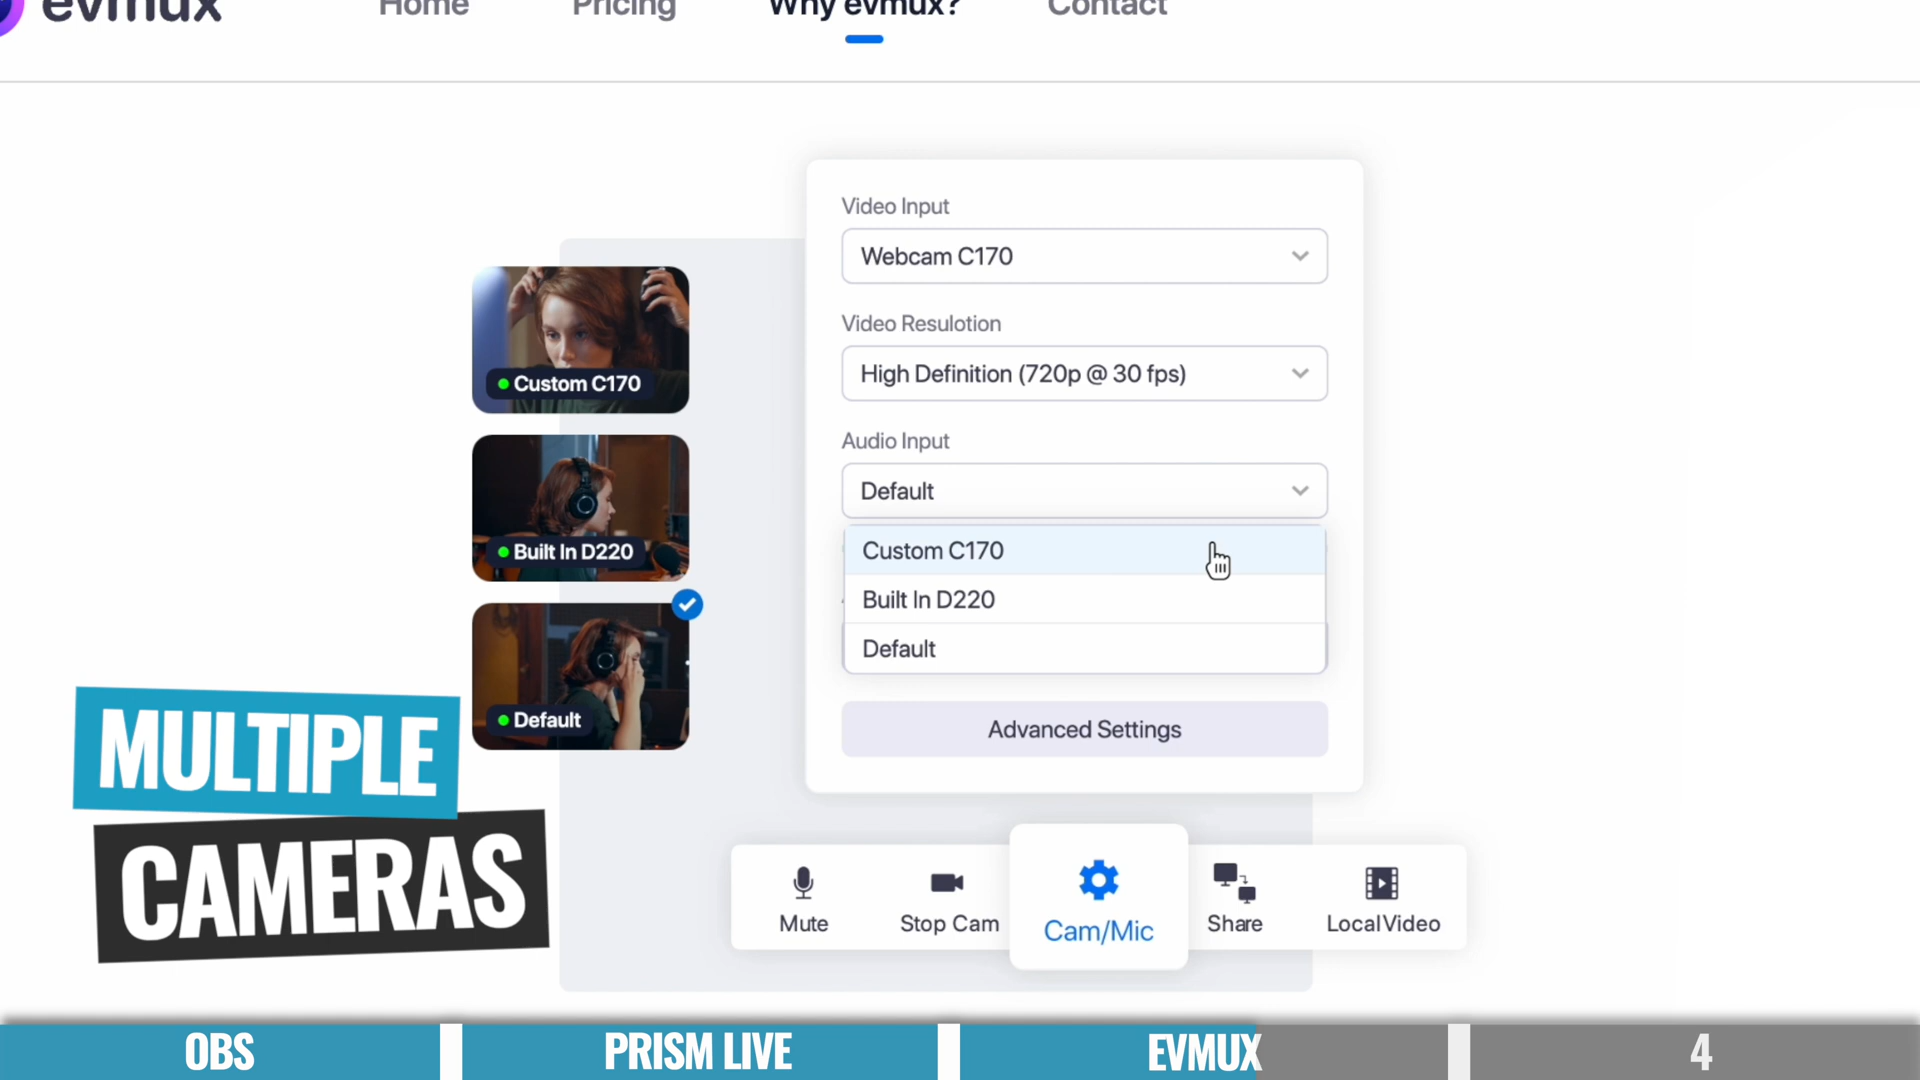 evmux
Home
Pricing
Why evmux?
Contact
Video Input
Webcam C170
Video Resulotion
High Definition (720p @ 30 fps)
Audio Input
Default
Custom C170
Built In D220
Default
Advanced Settings
Custom C170
Built In D220
Default
MULTIPLE
CAMERAS
Mute
Stop Cam
Cam/Mic
Share
LocalVideo
OBS
PRISM LIVE
EVMUX
4